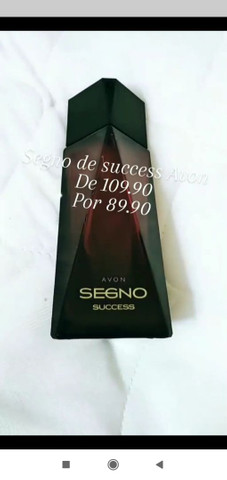 Segno de success Avon
De 109.90
Por 89.90
AVON
SEGNO
SUCCESS